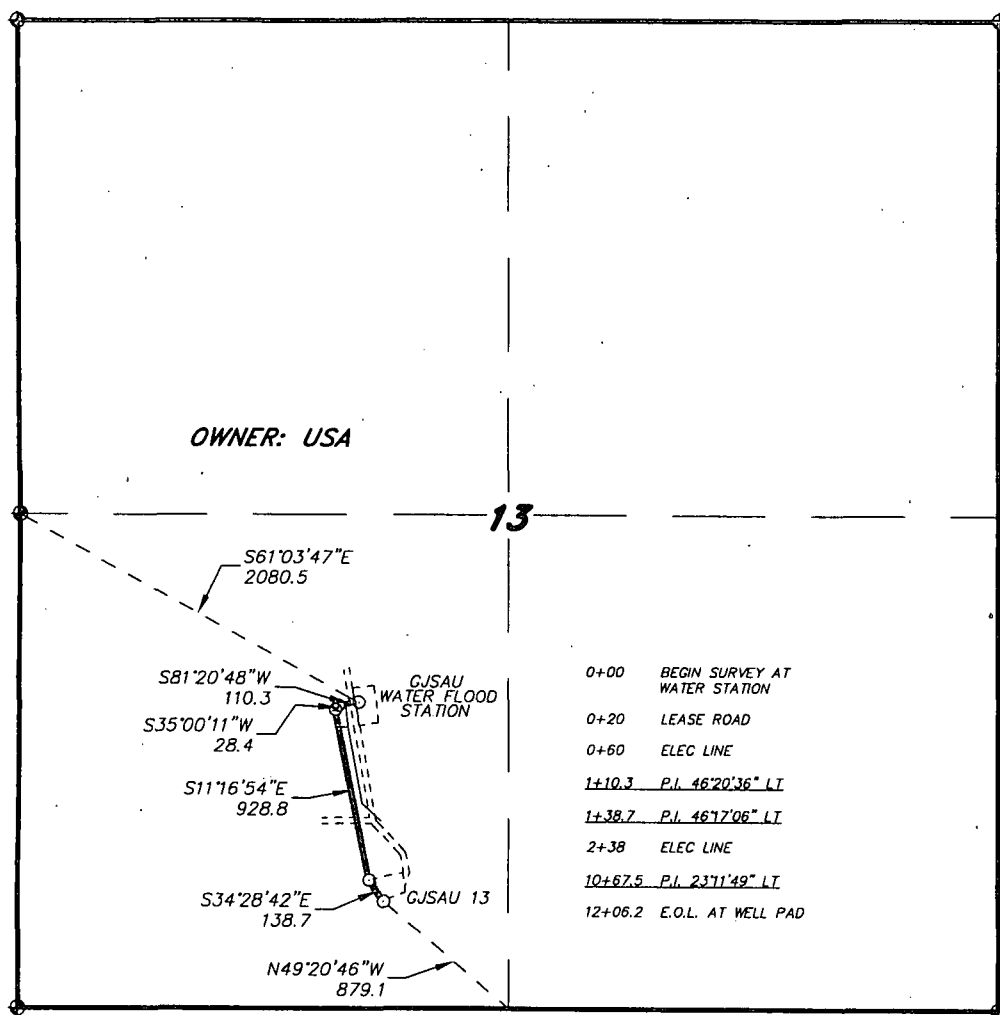 OWNER: USA
13
S61°03'47"E
2080.5
S81°20'48"W
110.3
S35°00'11"W
28.4
GJSAU
WATER FLOOD
STATION
S11°16'54"E
928.8
S34°28'42"E
138.7
GJSAU 13
N49°20'46"W
879.1
0+00 BEGIN SURVEY AT
WATER STATION
0+20 LEASE ROAD
0+60 ELEC LINE
1+10.3 P.I. 46°20'36" LT
1+38.7 P.I. 46°17'06" LT
2+38 ELEC LINE
10+67.5 P.I. 23°11'49" LT
12+06.2 E.O.L. AT WELL PAD